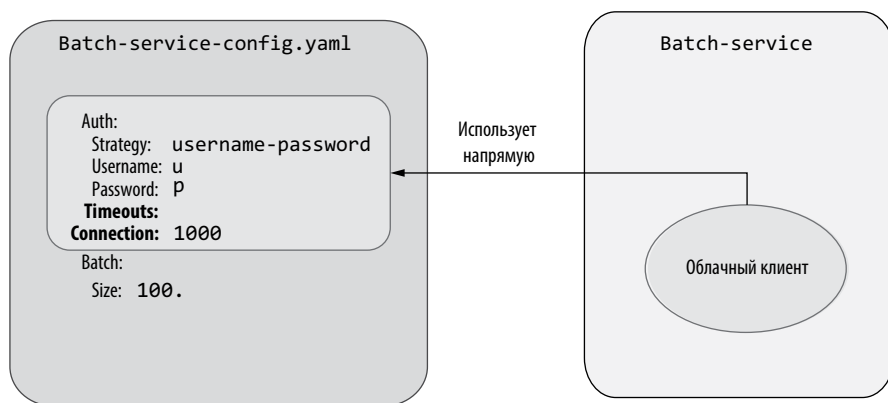 Batch-service-config.yaml
Auth:
Strategy: username-password
Username: u
Password: p
Timeouts:
Connection: 1000
Batch:
Size: 100.
Использует
напрямую
Batch-service
Облачный клиент